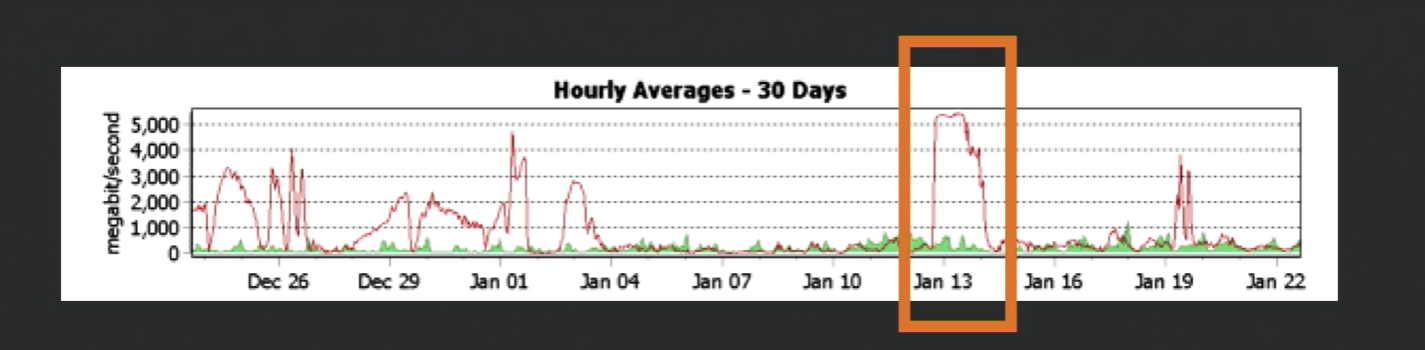 Hourly Averages - 30 Days
megabit/second
5,000
4,000
3,000
2,000
1,000
0
Dec 26 Dec 29 Jan 01 Jan 04 Jan 07 Jan 10 Jan 13 Jan 16 Jan 19 Jan 22